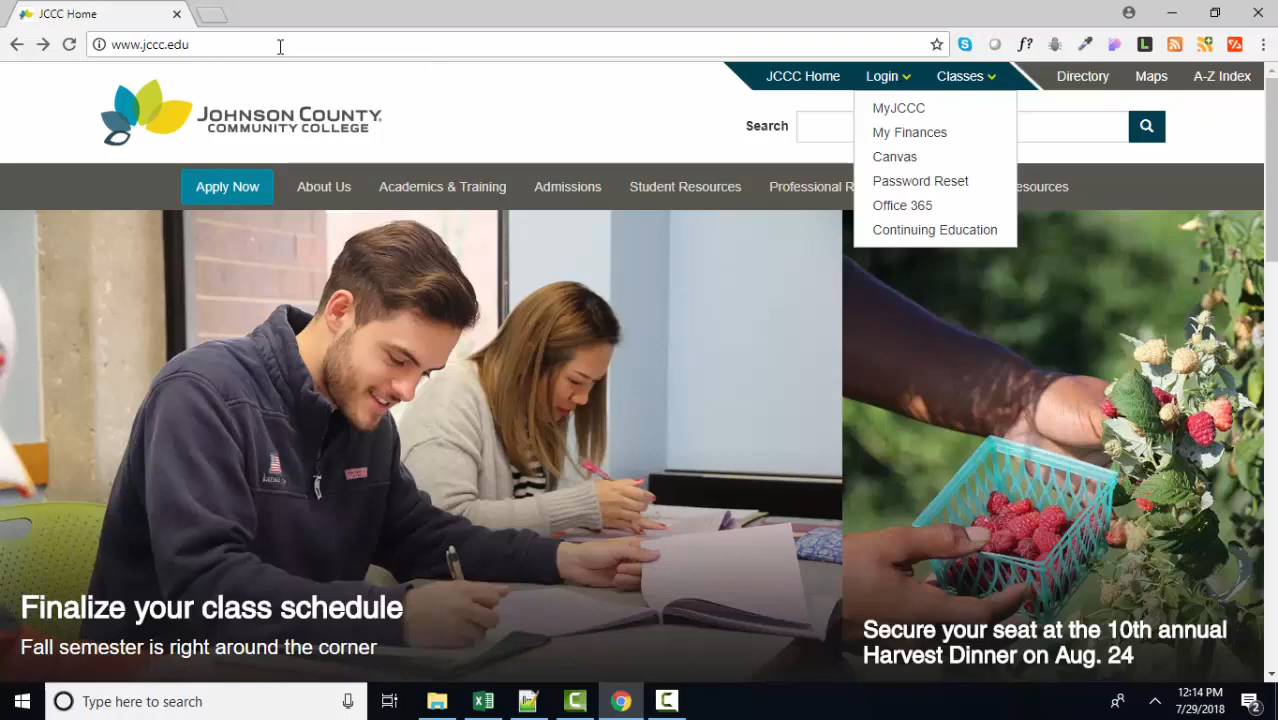 JCCC Home
www.jccc.edu
JCCC Home Login Classes Directory Maps A-Z Index
JOHNSON COUNTY
COMMUNITY COLLEGE
Search
MyJCCC
My Finances
Canvas
Password Reset
Office 365
Continuing Education
Apply Now About Us Academics & Training Admissions Student Resources Professional R esources
Finalize your class schedule
Fall semester is right around the corner
Secure your seat at the 10th annual
Harvest Dinner on Aug. 24
Type here to search
12:14 PM
7/29/2018
2